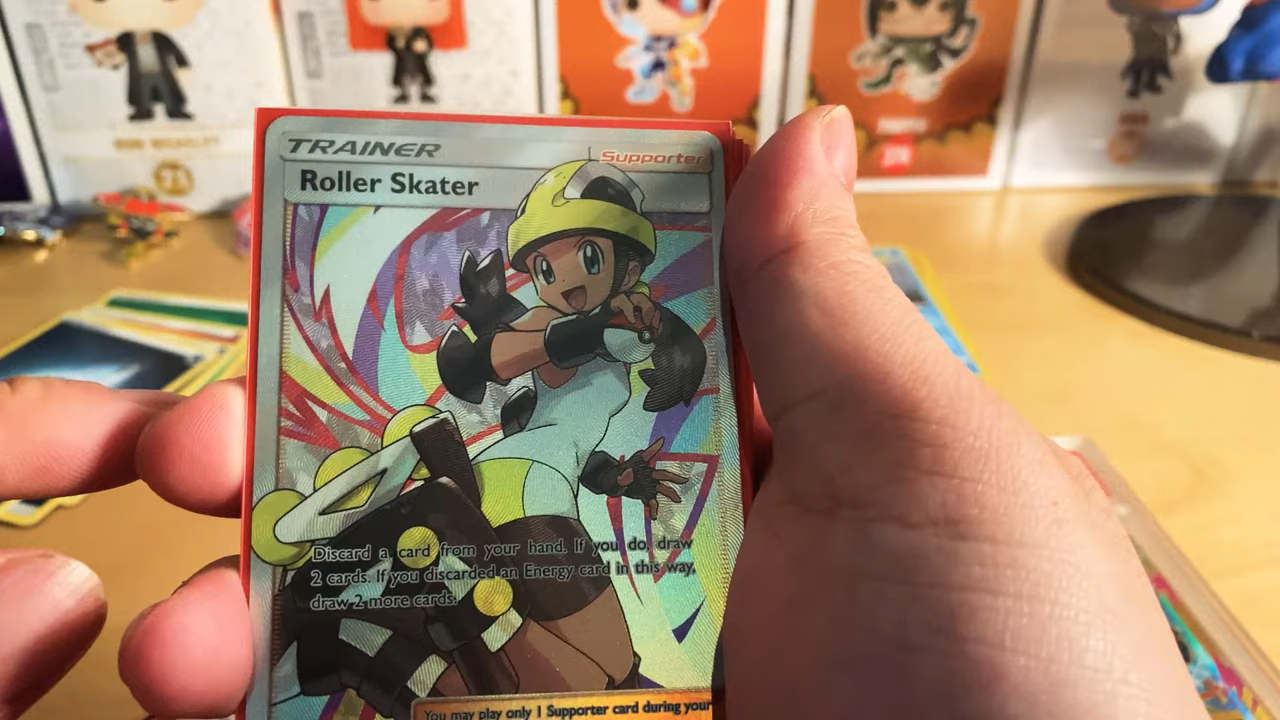 TRAINER
Supporter
Roller Skater
Discard a card from your hand. If you do, draw
2 cards. If you discarded an Energy card in this way,
draw 2 more cards.
You may play only 1 Supporter card during your